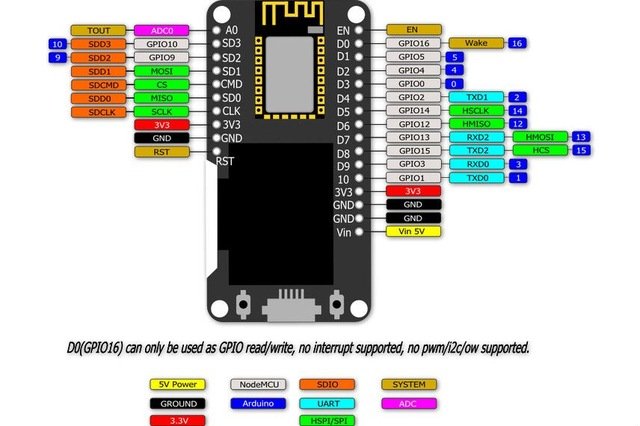 TOUT ADC0 A0 EN EN
10 SDD3 GPIO10 SD3 D0 GPIO16 Wake 16
9 SDD2 GPIO9 SD2 D1 GPIO5 5
SDD1 MOSI SD1 D2 GPIO4 4
SDCMD CS CMD D3 GPIO0 0
SDD0 MISO SD0 D4 GPIO2 TXD1 2
SDCLK SCLK CLK D5 GPIO14 HSCLK 14
3V3 3V3 D6 GPIO12 HMISO 12
GND GND D7 GPIO13 RXD2 HMOSI 13
RST RST D8 GPIO15 TXD2 HCS 15
D9 GPIO3 RXD0 3
10 GPIO1 TXD0 1
3V3 3V3
GND GND
GND GND
Vin Vin 5V
D0(GPIO16) can only be used as GPIO read/write, no interrupt supported, no pwm/i2c/ow supported.
5V Power NodeMCU SDIO SYSTEM
GROUND Arduino UART ADC
3.3V HSPI/SPI